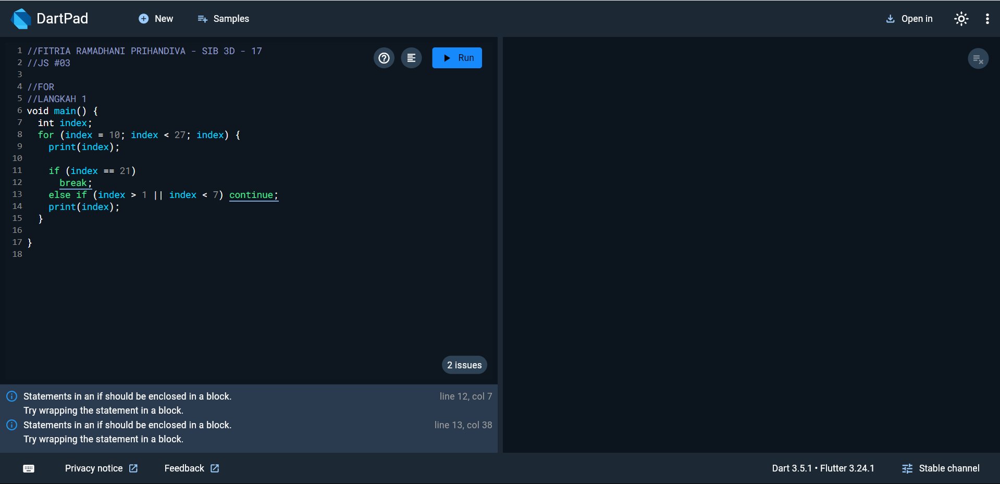 DartPad
New
Samples
Open in
1 //FITRIA RAMADHANI PRIHANDIVA - SIB 3D - 17
2 //JS #03
3
4 //FOR
5 //LANGKAH 1
6 void main() {
7   int index;
8   for (index = 10; index < 27; index) {
9     print(index);
10
11     if (index == 21)
12       break;
13     else if (index > 1 || index < 7) continue;
14     print(index);
15   }
16
17 }
18
Run
2 issues
Statements in an if should be enclosed in a block. line 12, col 7
Try wrapping the statement in a block.
Statements in an if should be enclosed in a block. line 13, col 38
Try wrapping the statement in a block.
Privacy notice
Feedback
Dart 3.5.1 • Flutter 3.24.1
Stable channel